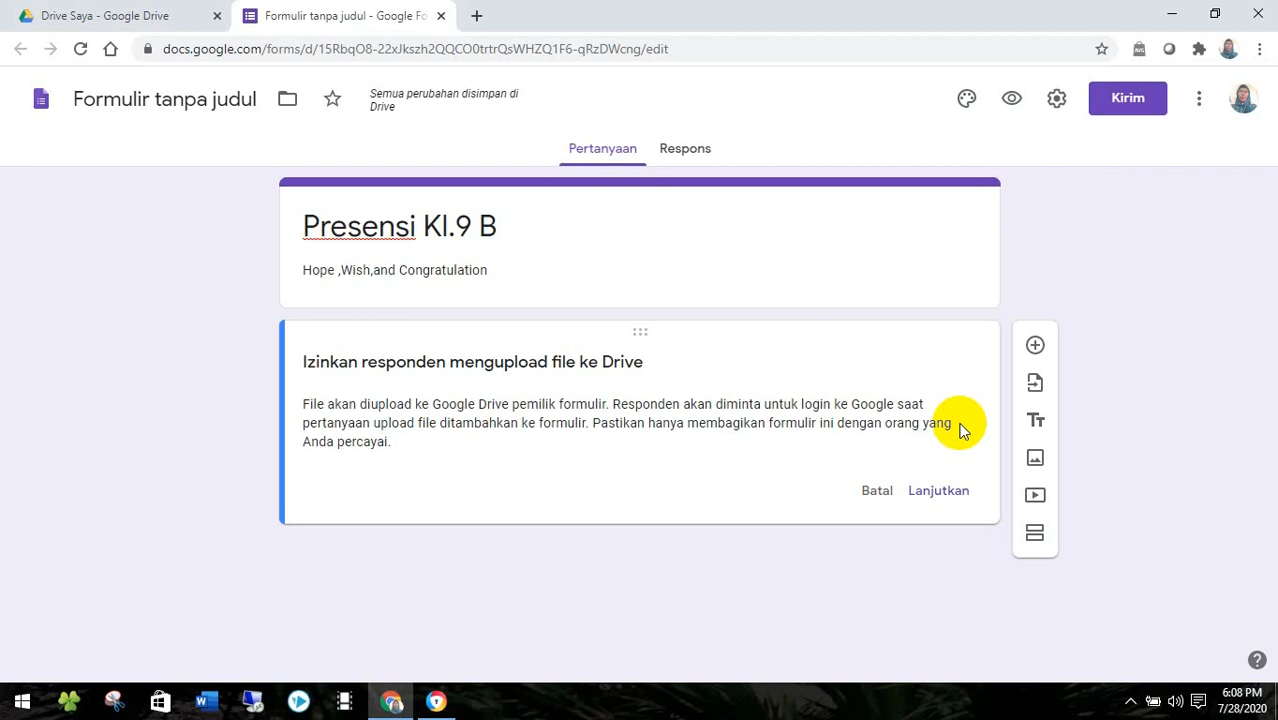 Drive Saya - Google Drive
Formulir tanpa judul - Google Fo
docs.google.com/forms/d/15RbqO8-22xJkszh2QQCO0trtrQsWHZQ1F6-qRzDWcng/edit
AVG
Formulir tanpa judul
Semua perubahan disimpan di
Drive
Kirim
Pertanyaan
Respons
Presensi Kl.9 B
Hope ,Wish,and Congratulation
Izinkan responden mengupload file ke Drive
File akan diupload ke Google Drive pemilik formulir. Responden akan diminta untuk login ke Google saat
pertanyaan upload file ditambahkan ke formulir. Pastikan hanya membagikan formulir ini dengan orang yang
Anda percayai.
Batal
Lanjutkan
6:08 PM
7/28/2020